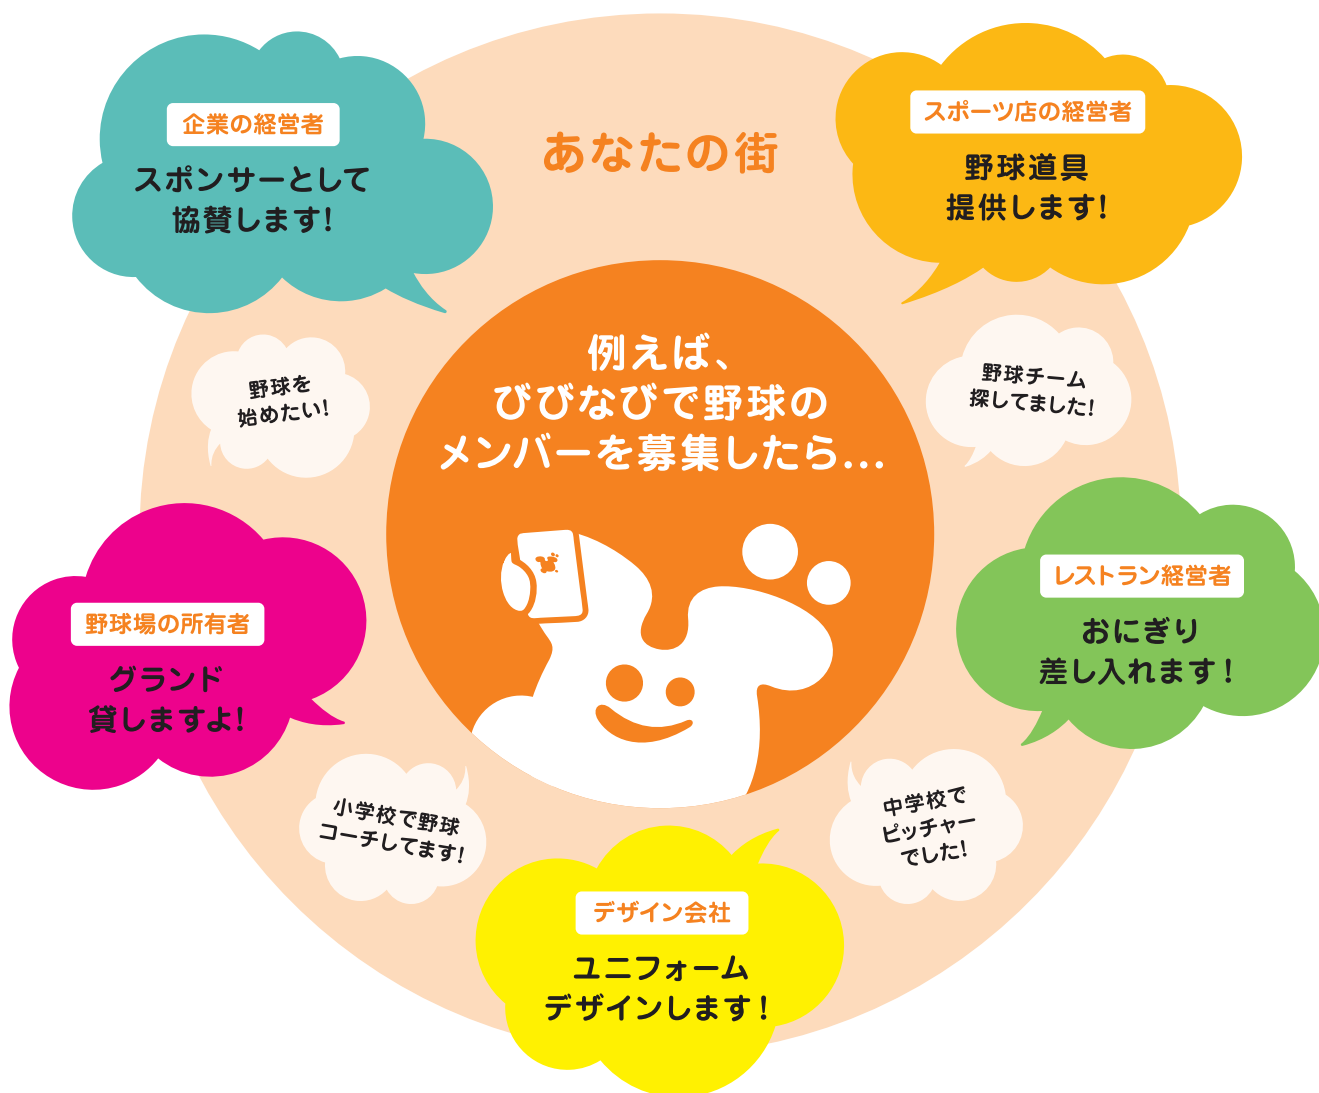 あなたの街
企業の経営者
スポンサーとして
協賛します!
スポーツ店の経営者
野球道具
提供します!
例えば、
びびなびで野球の
メンバーを募集したら...
野球を
始めたい!
野球チーム
探してました!
野球場の所有者
グランド
貸しますよ!
レストラン経営者
おにぎり
差し入れます!
小学校で野球
コーチしてます!
中学校で
ピッチャー
でした!
デザイン会社
ユニフォーム
デザインします!